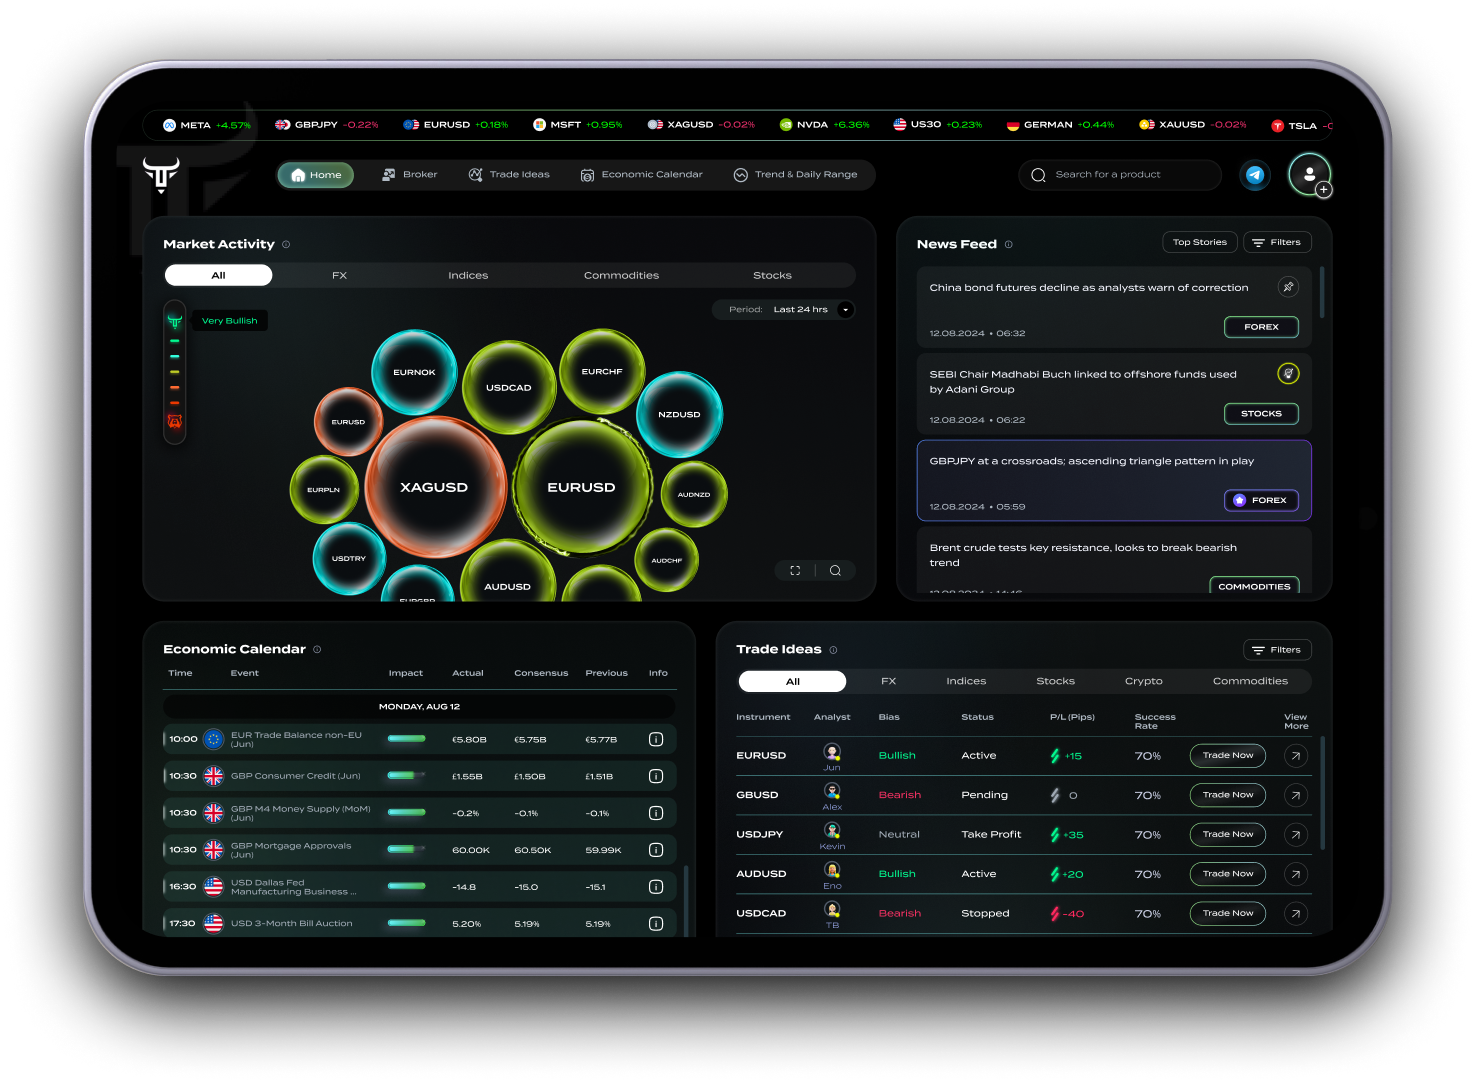 META +4.57% GBPJPY -0.22% EURUSD +0.18% MSFT +0.95% XAGUSD -0.02% NVDA +6.36% US30 +0.23% GERMAN +0.44% XAUUSD -0.02% TSLA
Home Broker Trade Ideas Economic Calendar Trend & Daily Range Search for a product
Market Activity
All FX Indices Commodities Stocks
Very Bullish
Period: Last 24 hrs
EURNOK
USDCAD
EURCHF
NZDUSD
EURUSD
XAGUSD
EURUSD
EURPLN
AUDNZD
USDTRY
AUDCHF
AUDUSD
EURGBP
News Feed
Top Stories Filters
China bond futures decline as analysts warn of correction
12.08.2024 • 06:32 FOREX
SEBI Chair Madhabi Buch linked to offshore funds used
by Adani Group
12.08.2024 • 06:22 STOCKS
GBPJPY at a crossroads; ascending triangle pattern in play
12.08.2024 • 05:59 FOREX
Brent crude tests key resistance, looks to break bearish
trend
COMMODITIES
Economic Calendar
Time Event Impact Actual Consensus Previous Info
MONDAY, AUG 12
10:00 EUR Trade Balance non-EU
(Jun) €5.80B €5.75B €5.77B
10:30 GBP Consumer Credit (Jun) £1.55B £1.50B £1.51B
10:30 GBP M4 Money Supply (MoM)
(Jun) -0.2% -0.1% -0.1%
10:30 GBP Mortgage Approvals
(Jun) 60.00K 60.50K 59.99K
16:30 USD Dallas Fed
Manufacturing Business ... -14.8 -15.0 -15.1
17:30 USD 3-Month Bill Auction 5.20% 5.19% 5.19%
Trade Ideas
Filters
All FX Indices Stocks Crypto Commodities
Instrument Analyst Bias Status P/L (Pips) Success
Rate
View
More
EURUSD Jun Bullish Active +15 70% Trade Now
GBUSD Alex Bearish Pending 0 70% Trade Now
USDJPY Kevin Neutral Take Profit +35 70% Trade Now
AUDUSD Eno Bullish Active +20 70% Trade Now
USDCAD TB Bearish Stopped -40 70% Trade Now